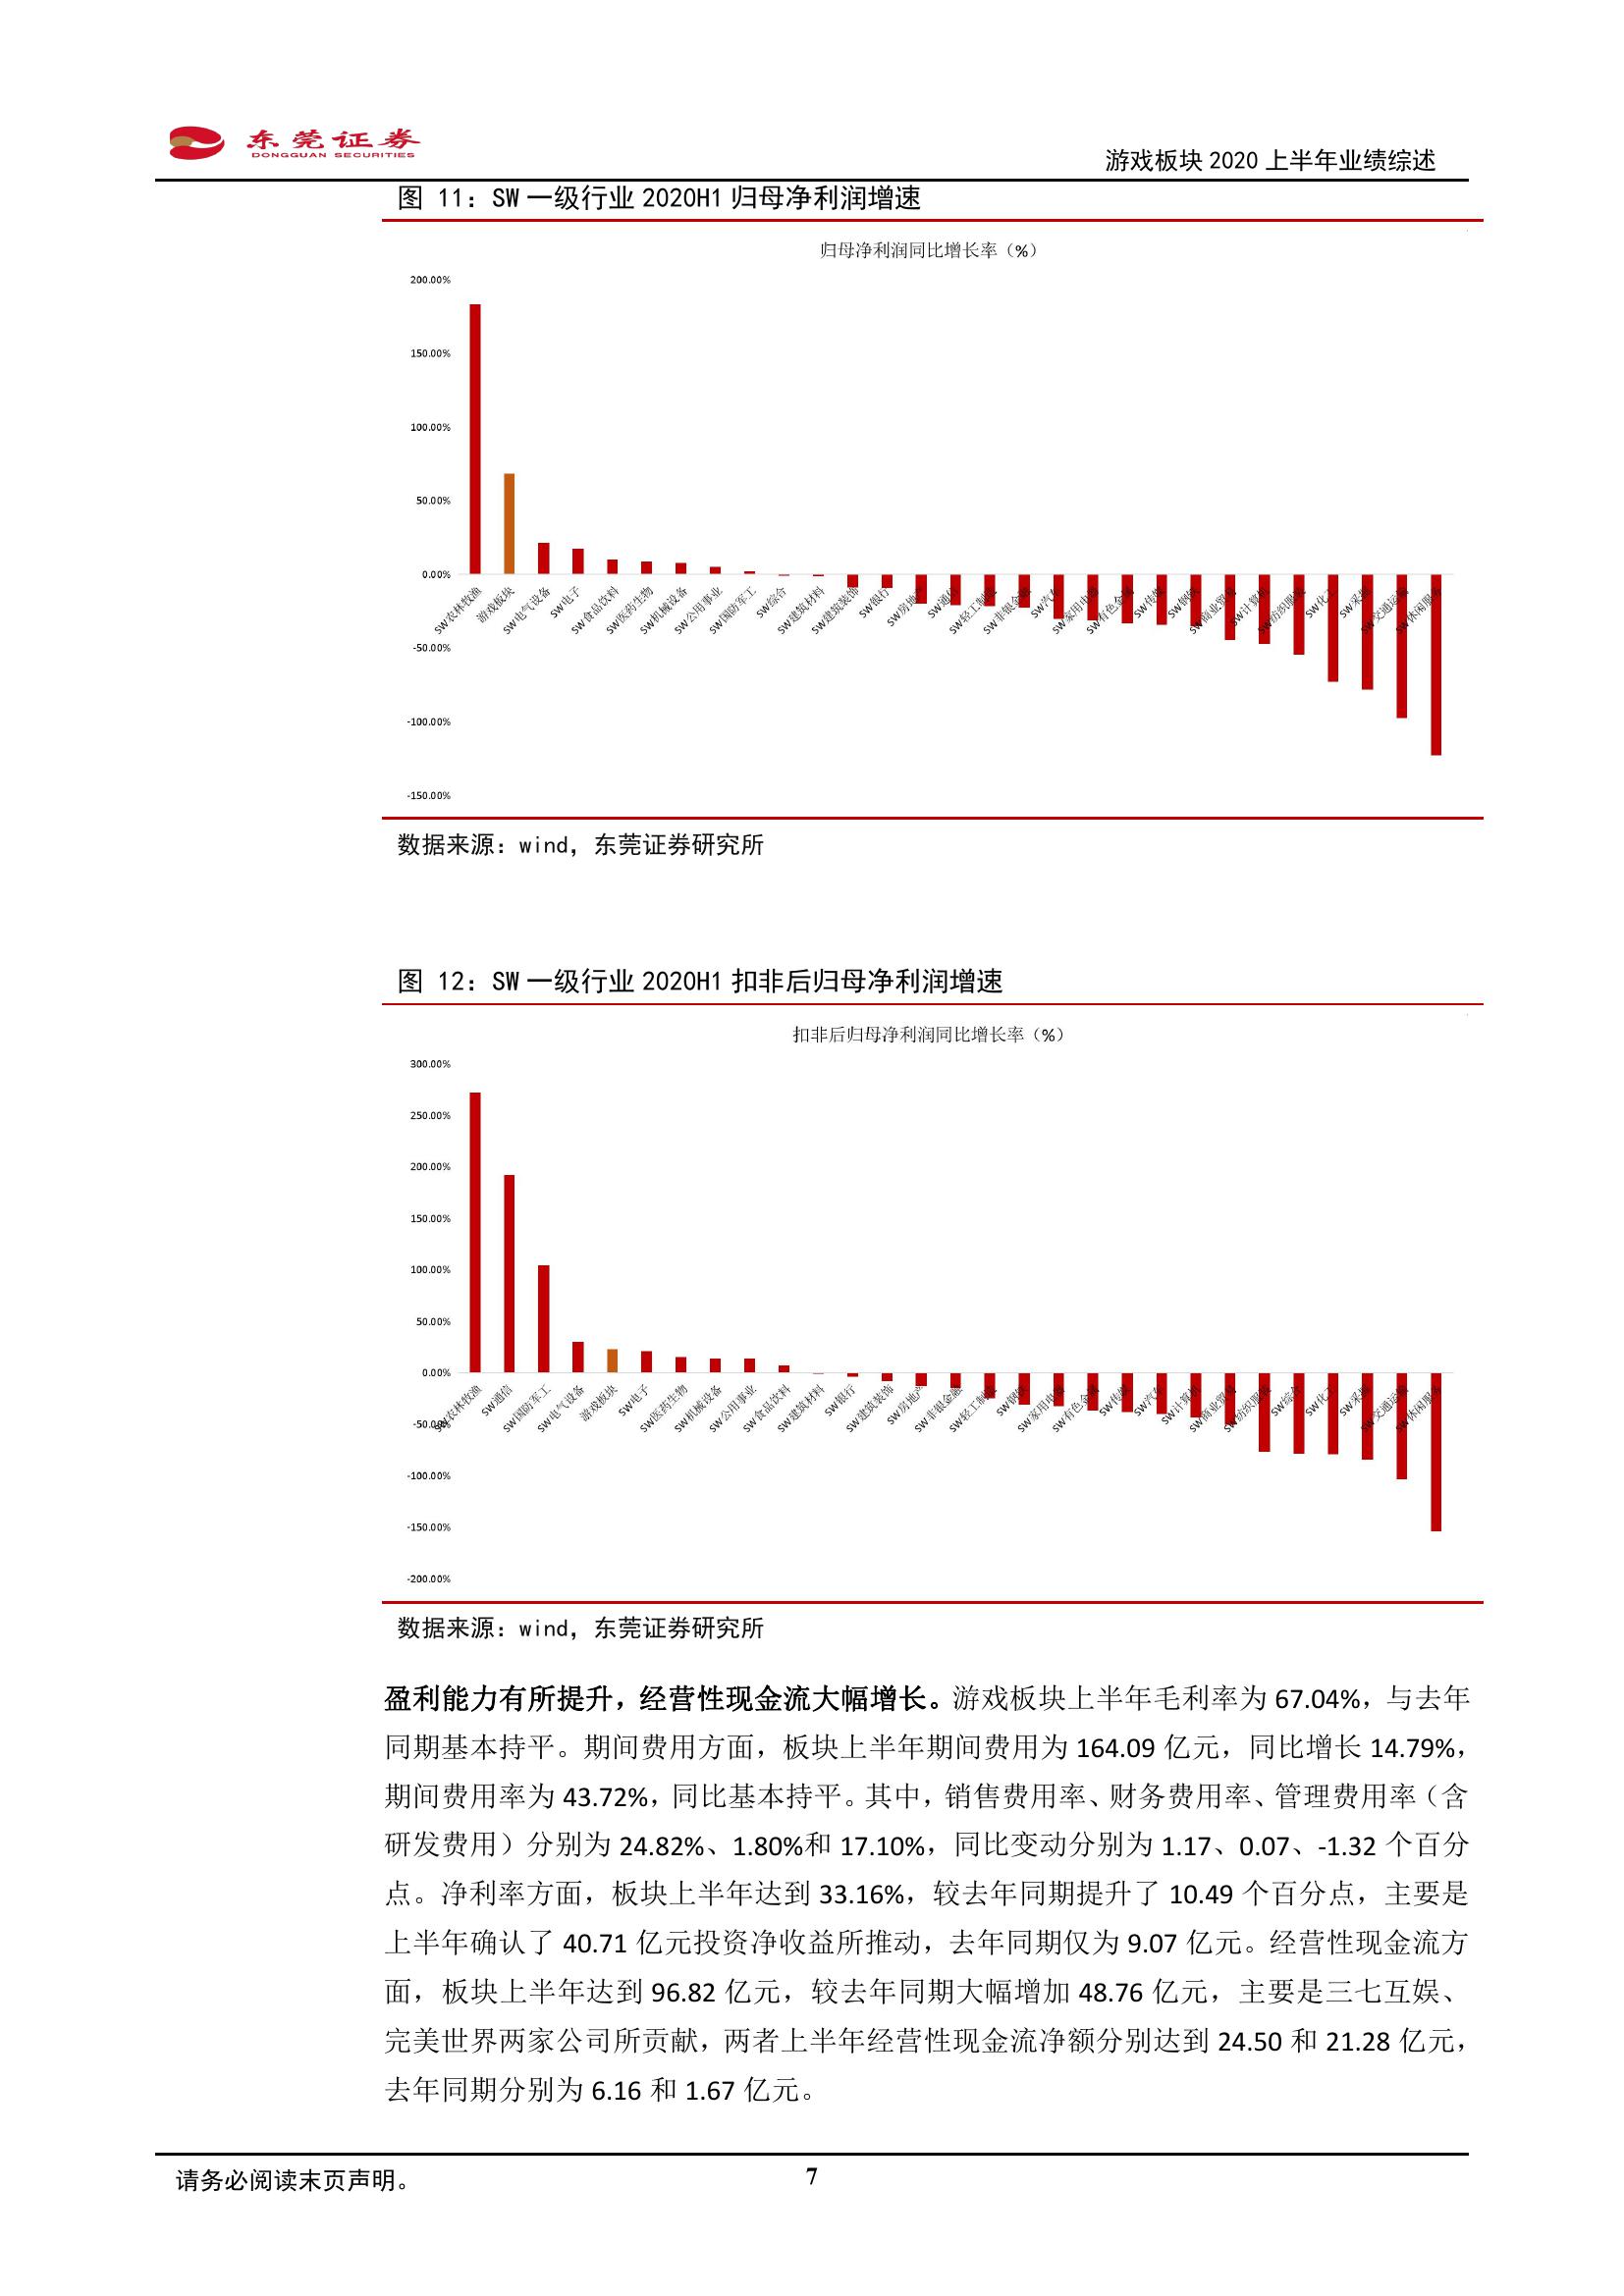 东莞证券
DONGGUAN SECURITIES
游戏板块 2020 上半年业绩综述
图 11：SW 一级行业 2020H1 归母净利润增速
归母净利润同比增长率（%）
200.00%
150.00%
100.00%
50.00%
0.00%
-50.00%
-100.00%
-150.00%
SW农林牧渔
游戏板块
SW电气设备
SW电子
SW食品饮料
SW医药生物
SW机械设备
SW公用事业
SW国防军工
SW综合
SW建筑材料
SW建筑装饰
SW银行
SW房地产
SW通信
SW轻工制造
SW非银金融
SW汽车
SW家用电器
SW有色金属
SW传媒
SW钢铁
SW商业贸易
SW计算机
SW纺织服装
SW化工
SW采掘
SW交通运输
SW休闲服务
数据来源：wind，东莞证券研究所
图 12：SW 一级行业 2020H1 扣非后归母净利润增速
扣非后归母净利润同比增长率（%）
300.00%
250.00%
200.00%
150.00%
100.00%
50.00%
0.00%
-50.00%
-100.00%
-150.00%
-200.00%
SW农林牧渔
SW通信
SW国防军工
SW电气设备
游戏板块
SW电子
SW医药生物
SW机械设备
SW公用事业
SW食品饮料
SW建筑材料
SW银行
SW建筑装饰
SW房地产
SW非银金融
SW轻工制造
SW钢铁
SW家用电器
SW有色金属
SW传媒
SW汽车
SW计算机
SW商业贸易
SW纺织服装
SW综合
SW化工
SW采掘
SW交通运输
SW休闲服务
数据来源：wind，东莞证券研究所
盈利能力有所提升，经营性现金流大幅增长。游戏板块上半年毛利率为 67.04%，与去年
同期基本持平。期间费用方面，板块上半年期间费用为 164.09 亿元，同比增长 14.79%，
期间费用率为 43.72%，同比基本持平。其中，销售费用率、财务费用率、管理费用率（含
研发费用）分别为 24.82%、1.80%和 17.10%，同比变动分别为 1.17、0.07、-1.32 个百分
点。净利率方面，板块上半年达到 33.16%，较去年同期提升了 10.49 个百分点，主要是
上半年确认了 40.71 亿元投资净收益所推动，去年同期仅为 9.07 亿元。经营性现金流方
面，板块上半年达到 96.82 亿元，较去年同期大幅增加 48.76 亿元，主要是三七互娱、
完美世界两家公司所贡献，两者上半年经营性现金流净额分别达到 24.50 和 21.28 亿元，
去年同期分别为 6.16 和 1.67 亿元。
请务必阅读末页声明。
7